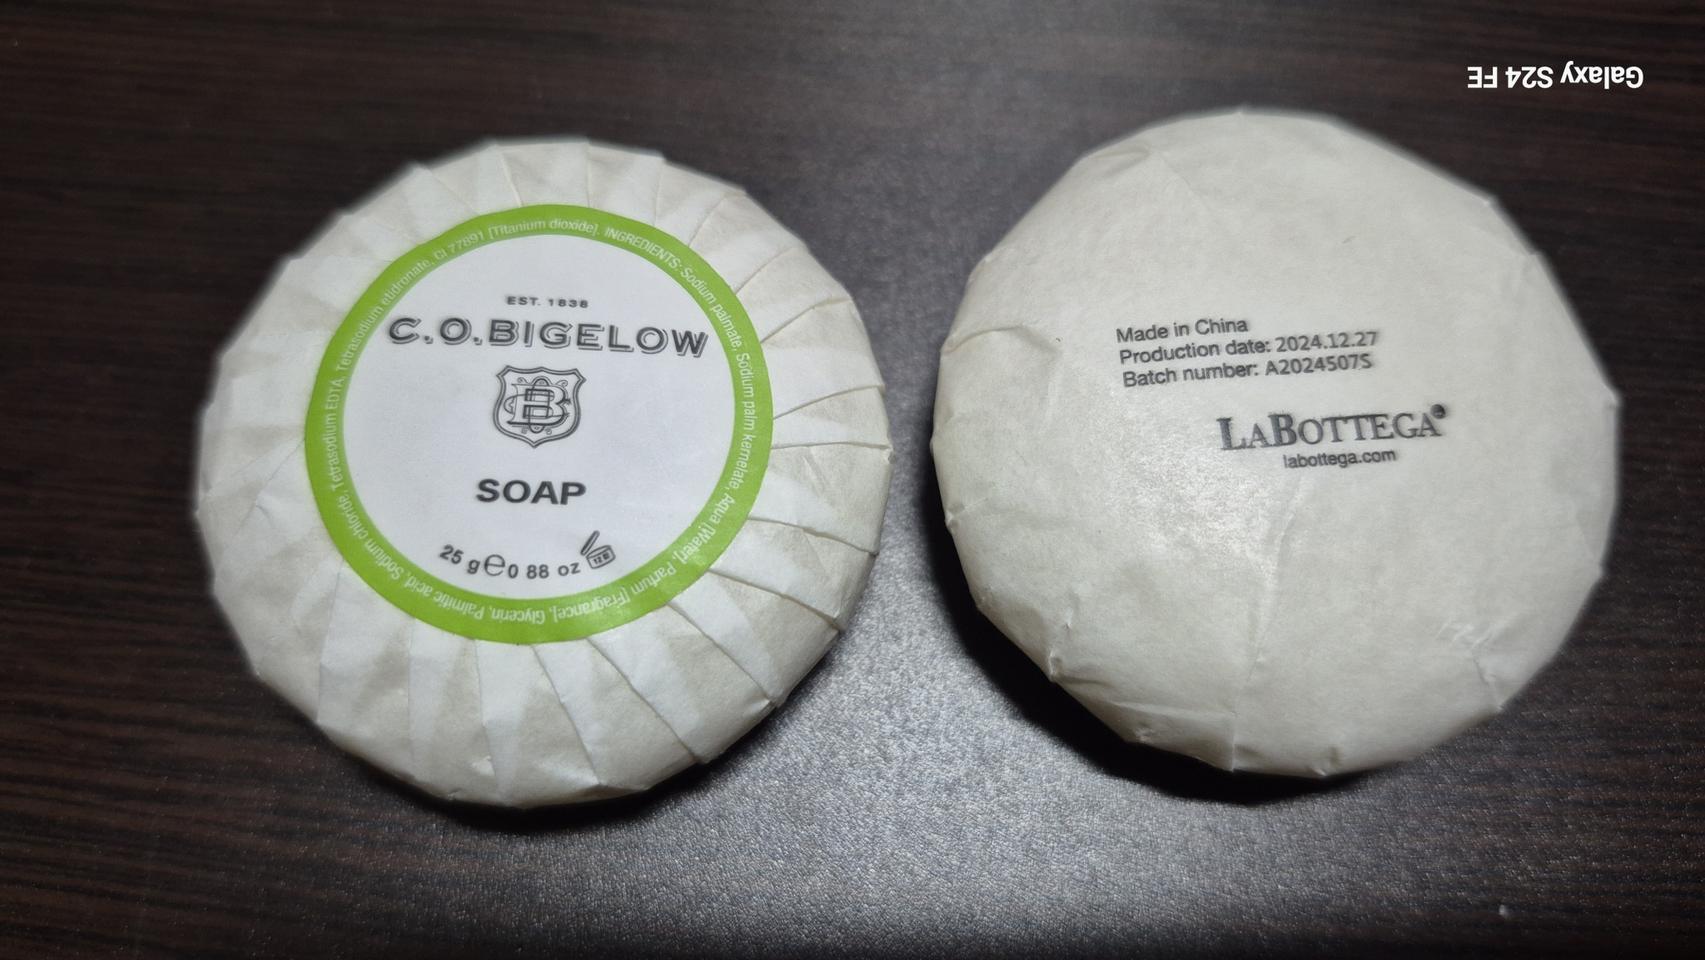 EST. 1838
C.O.BIGELOW
CB
SOAP
25 g ℮ 0 88 oz
12M
INGREDIENTS: Sodium palmate, Sodium palm kernelate, Aqua [Water], Parfum [Fragrance], Glycerin, Palmitic acid, Sodium chloride, Tetrasodium EDTA, Tetrasodium etidronate, CI 77891 [Titanium dioxide].
Made in China
Production date: 2024.12.27
Batch number: A2024507S
LABOTTEGA
labottega.com
Galaxy S24 FE